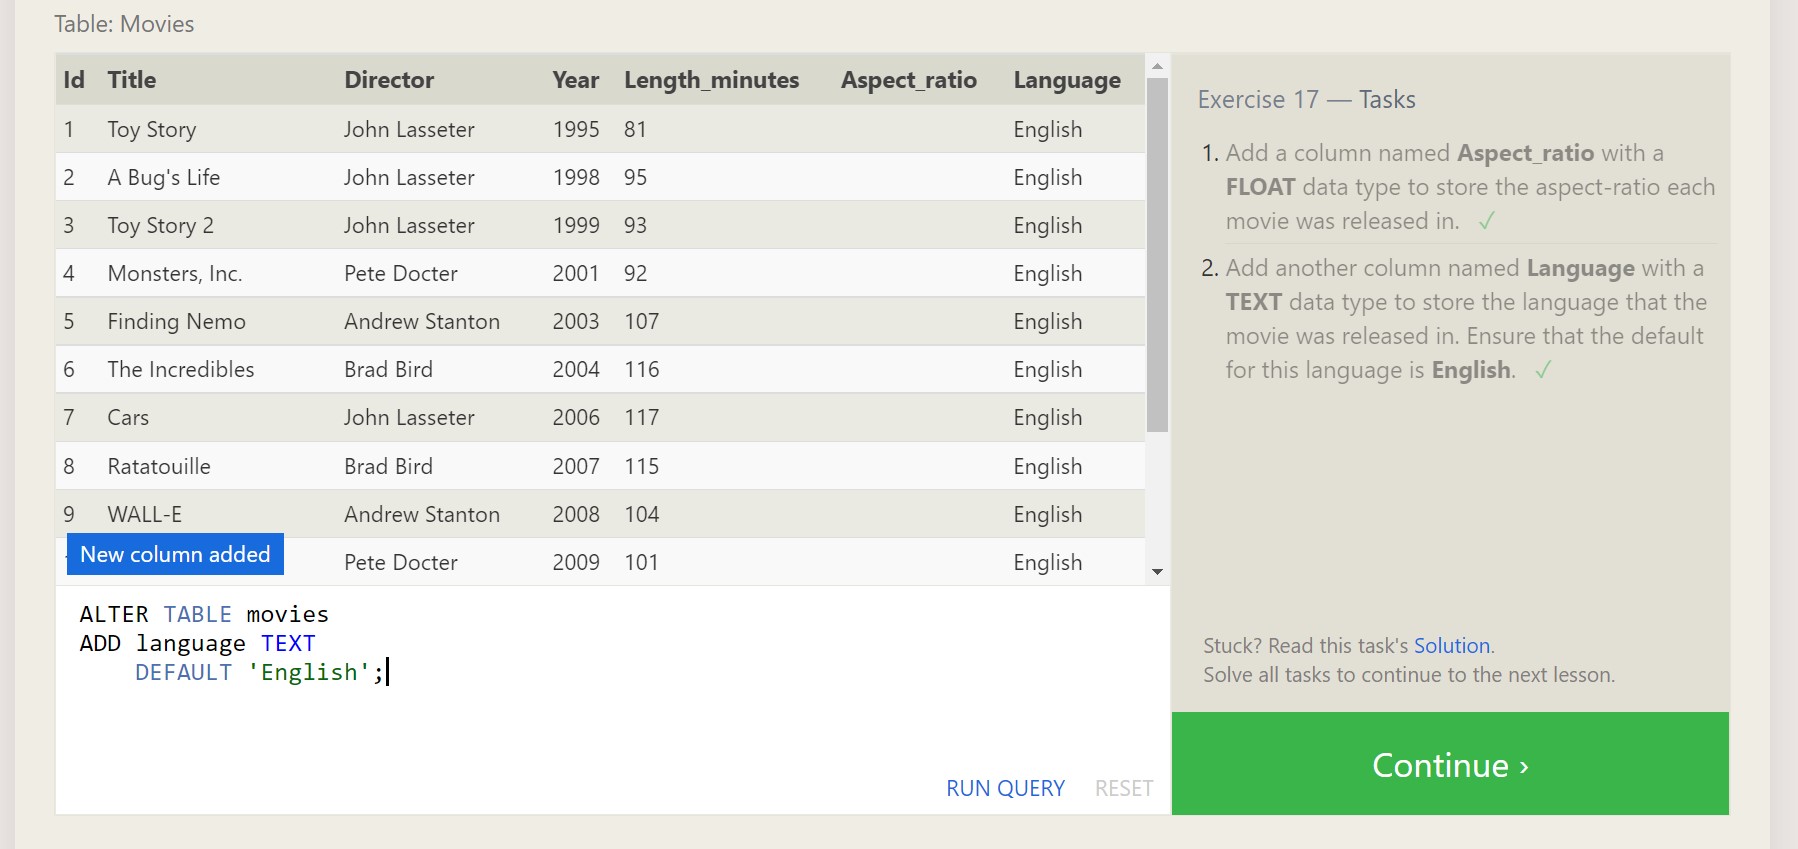 Table: Movies
Id Title Director Year Length_minutes Aspect_ratio Language
1 Toy Story John Lasseter 1995 81 English
2 A Bug's Life John Lasseter 1998 95 English
3 Toy Story 2 John Lasseter 1999 93 English
4 Monsters, Inc. Pete Docter 2001 92 English
5 Finding Nemo Andrew Stanton 2003 107 English
6 The Incredibles Brad Bird 2004 116 English
7 Cars John Lasseter 2006 117 English
8 Ratatouille Brad Bird 2007 115 English
9 WALL-E Andrew Stanton 2008 104 English
Pete Docter 2009 101 English
New column added
ALTER TABLE movies
ADD language TEXT
DEFAULT 'English';
RUN QUERY RESET
Exercise 17 — Tasks
1. Add a column named Aspect_ratio with a
FLOAT data type to store the aspect-ratio each
movie was released in. ✓
2. Add another column named Language with a
TEXT data type to store the language that the
movie was released in. Ensure that the default
for this language is English. ✓
Stuck? Read this task's Solution.
Solve all tasks to continue to the next lesson.
Continue ›